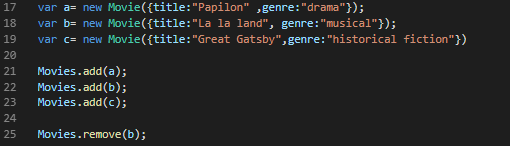 17 var a= new Movie({title:"Papilon" ,genre:"drama"});
18 var b= new Movie({title:"La la land", genre:"musical"});
19 var c= new Movie({title:"Great Gatsby",genre:"historical fiction"})
20
21 Movies.add(a);
22 Movies.add(b);
23 Movies.add(c);
24
25 Movies.remove(b);